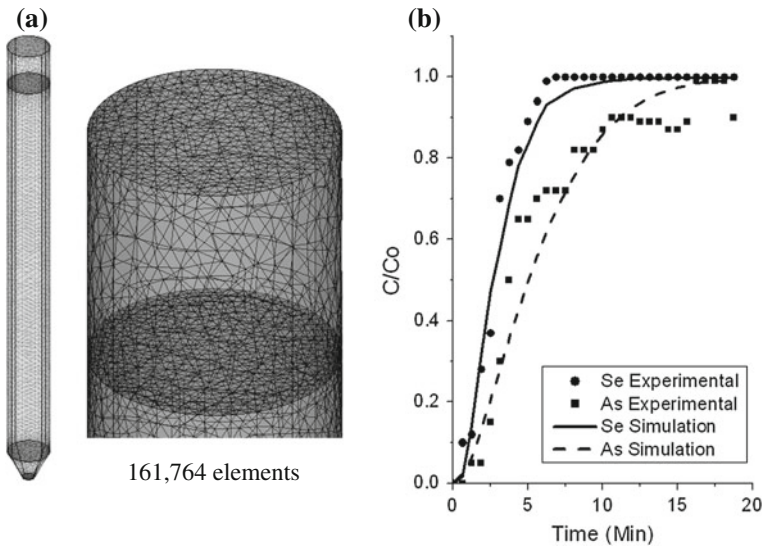 (a)
161,764 elements
(b)
C/Co
1.0
0.8
0.6
0.4
0.2
0.0
0
5
10
15
20
Time (Min)
Se Experimental
As Experimental
Se Simulation
As Simulation